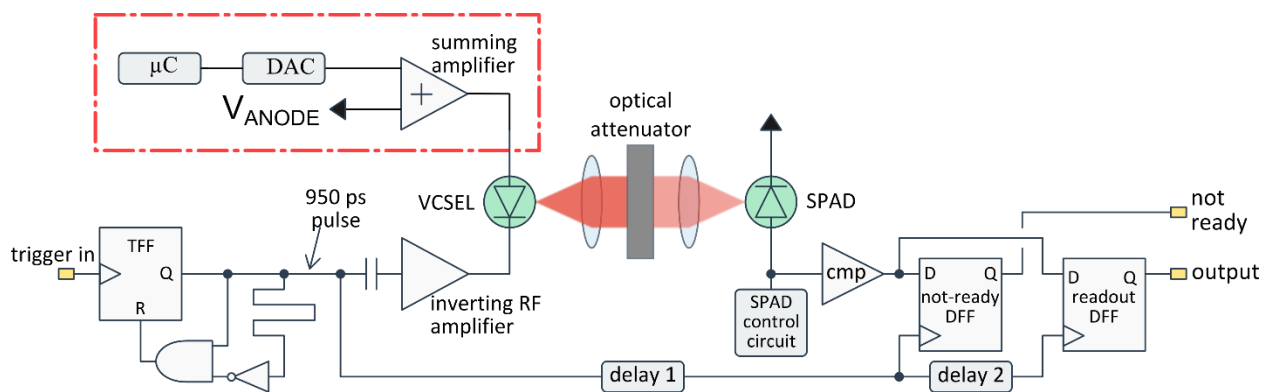 μC
DAC
summing
amplifier
+
V_ANODE
optical
attenuator
950 ps
pulse
VCSEL
SPAD
not
ready
trigger in
TFF
Q
R
inverting RF
amplifier
cmp
SPAD
control
circuit
D
Q
not-ready
DFF
D
Q
readout
DFF
output
delay 1
delay 2